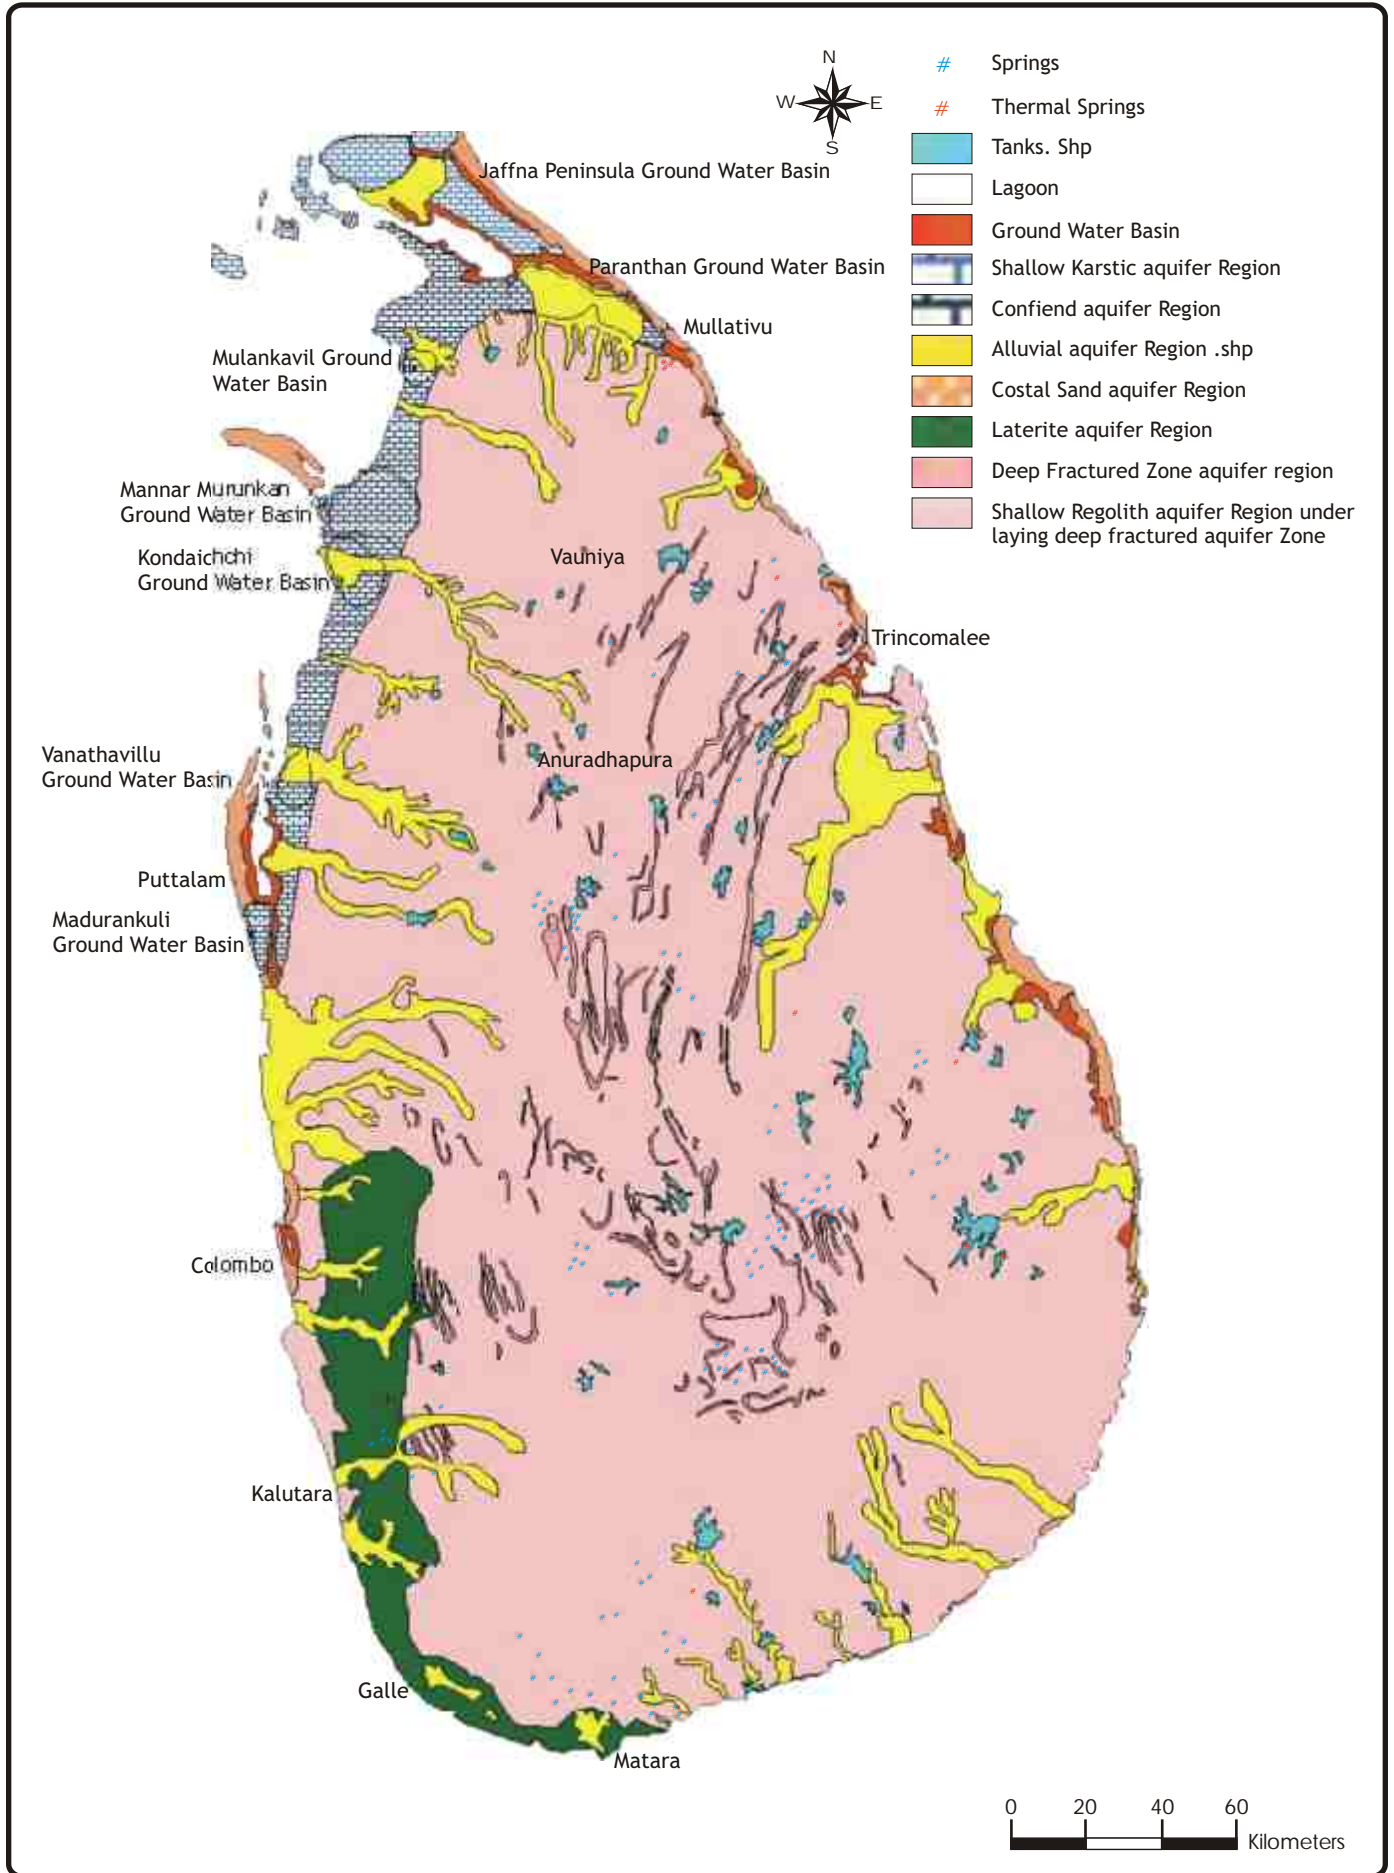 N
W E
S
# Springs
# Thermal Springs
Tanks. Shp
Lagoon
Ground Water Basin
Shallow Karstic aquifer Region
Confiend aquifer Region
Alluvial aquifer Region .shp
Costal Sand aquifer Region
Laterite aquifer Region
Deep Fractured Zone aquifer region
Shallow Regolith aquifer Region under
laying deep fractured aquifer Zone
Jaffna Peninsula Ground Water Basin
Paranthan Ground Water Basin
Mullativu
Mulankavil Ground
Water Basin
Mannar Murunkan
Ground Water Basin
Kondaichchi
Ground Water Basin
Vauniya
Trincomalee
Vanathavillu
Ground Water Basin
Anuradhapura
Puttalam
Madurankuli
Ground Water Basin
Colombo
Kalutara
Galle
Matara
0 20 40 60
Kilometers